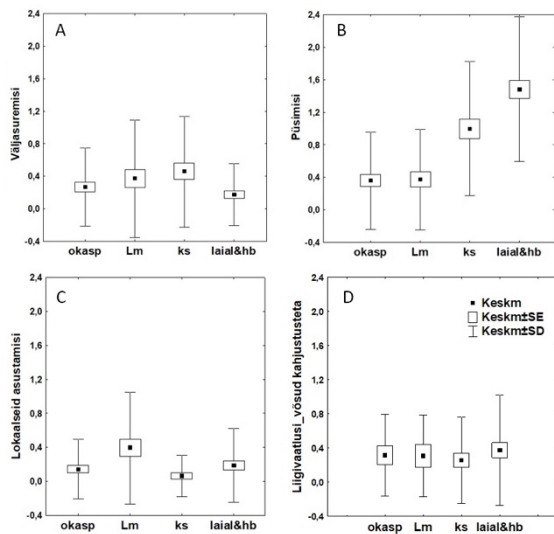 A
Väljasuremisi
2,4
2,0
1,6
1,2
0,8
0,4
0,0
-0,4
okasp Lm ks laial&hb
B
Püsimisi
2,4
2,0
1,6
1,2
0,8
0,4
0,0
-0,4
okasp Lm ks laial&hb
C
Lokaalseid asustamisi
2,4
2,0
1,6
1,2
0,8
0,4
0,0
-0,4
okasp Lm ks laial&hb
D
Liigivaatlusi_võsud kahjustusteta
2,4
2,0
1,6
1,2
0,8
0,4
0,0
-0,4
okasp Lm ks laial&hb
Keskm
Keskm±SE
Keskm±SD